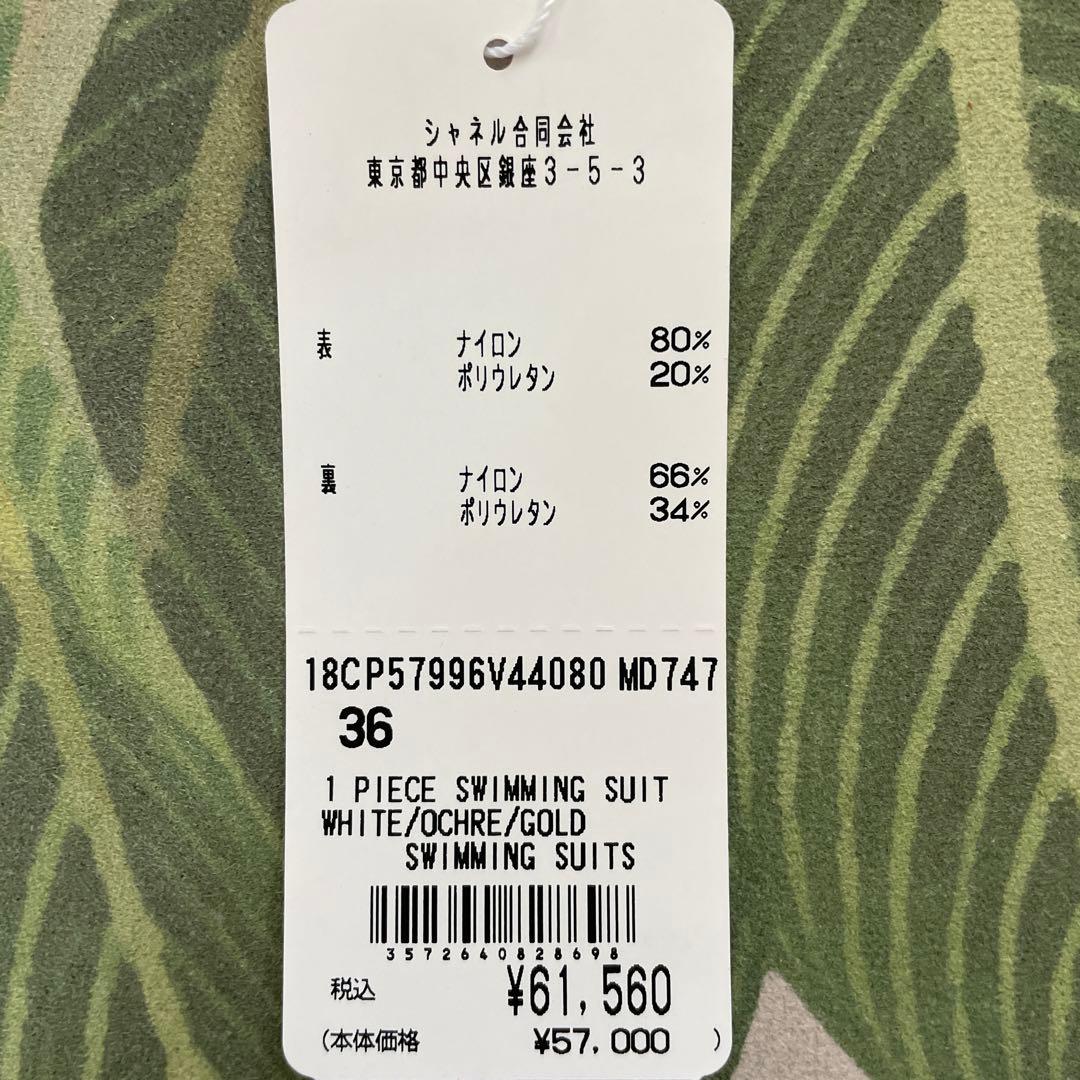 シャネル合同会社
東京都中央区銀座3-5-3
表 ナイロン 80%
ポリウレタン 20%
裏 ナイロン 66%
ポリウレタン 34%
18CP57996V44080 MD747
36
1 PIECE SWIMMING SUIT
WHITE/OCHRE/GOLD
SWIMMING SUITS
3572640828698
税込 ¥61,560
(本体価格 ¥57,000 )